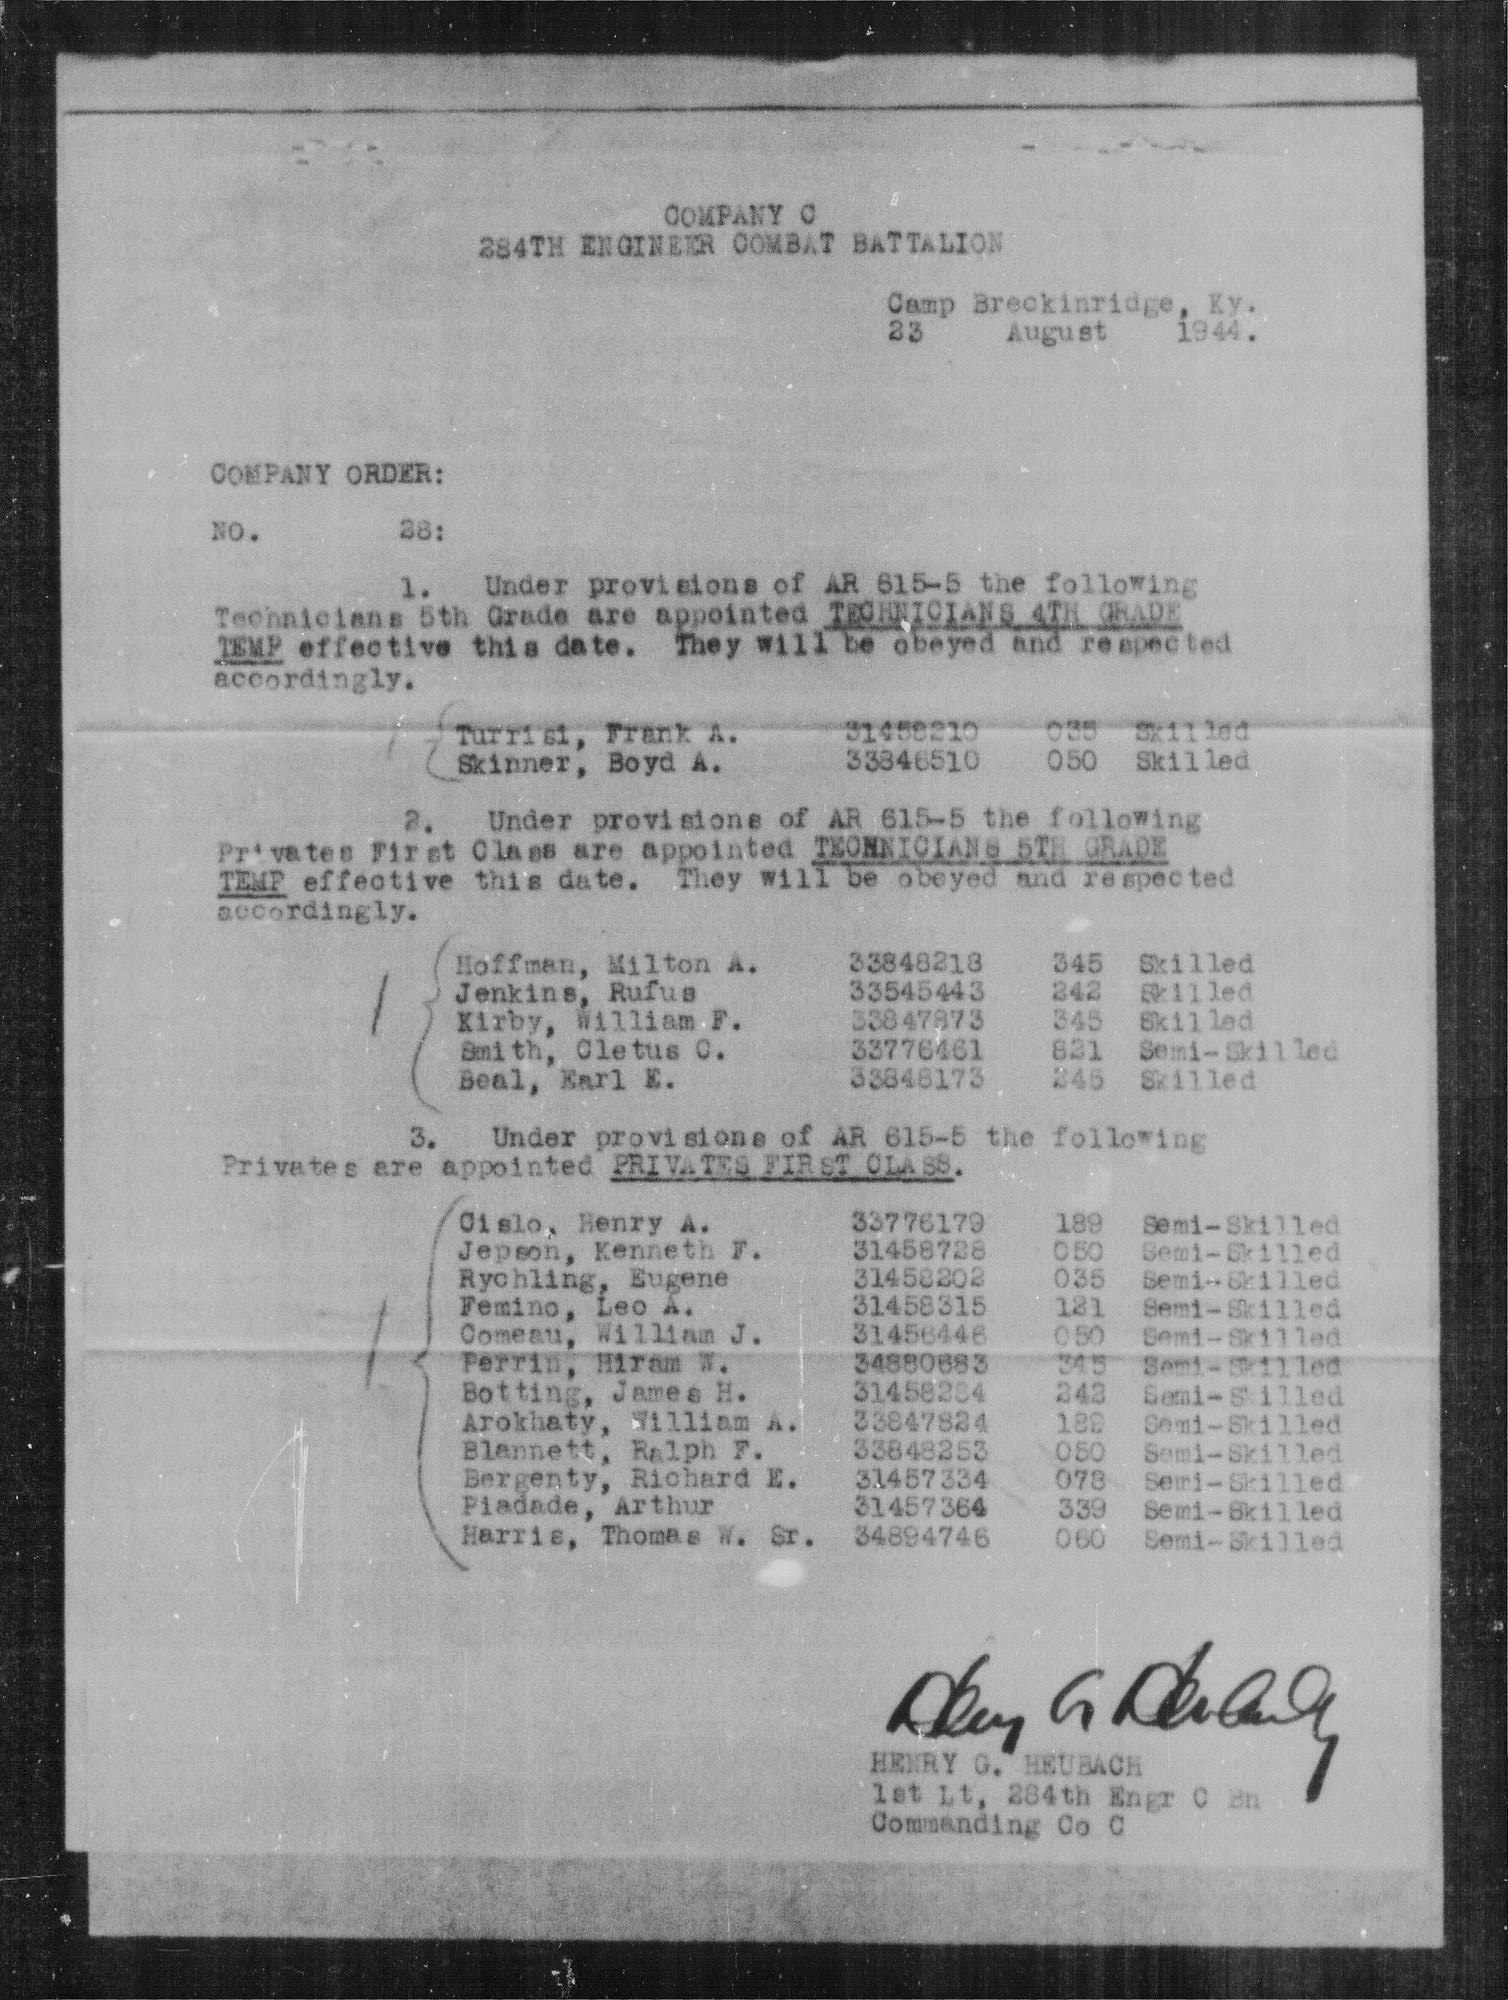 COMPANY C
284TH ENGINEER COMBAT BATTALION
Camp Breckinridge, Ky.
23 August 1944.
COMPANY ORDER:
NO. 28:
1. Under provisions of AR 615-5 the following
Technicians 5th Grade are appointed TECHNICIANS 4TH GRADE
TEMP effective this date. They will be obeyed and respected
accordingly.
Turrisi, Frank A. 31458210 035 Skilled
Skinner, Boyd A. 33846510 050 Skilled
2. Under provisions of AR 615-5 the following
Privates First Class are appointed TECHNICIANS 5TH GRADE
TEMP effective this date. They will be obeyed and respected
accordingly.
Hoffman, Milton A. 33848218 345 Skilled
Jenkins, Rufus 33545443 242 Skilled
Kirby, William F. 33847873 345 Skilled
Smith, Cletus C. 33776461 821 Semi-Skilled
Beal, Earl E. 33848173 245 Skilled
3. Under provisions of AR 615-5 the following
Privates are appointed PRIVATES FIRST CLASS.
Cislo, Henry A. 33776179 189 Semi-Skilled
Jepson, Kenneth F. 31458728 050 Semi-Skilled
Rychling, Eugene 31458202 035 Semi-Skilled
Femino, Leo A. 31458315 121 Semi-Skilled
Comeau, William J. 31456446 050 Semi-Skilled
Perrin, Hiram W. 34880683 345 Semi-Skilled
Botting, James H. 31458284 242 Semi-Skilled
Arokhaty, William A. 33847824 189 Semi-Skilled
Blannett, Ralph F. 33848253 050 Semi-Skilled
Bergenty, Richard E. 31457334 078 Semi-Skilled
Piadade, Arthur 31457364 339 Semi-Skilled
Harris, Thomas W. Sr. 34894746 060 Semi-Skilled
HENRY G. HEUBACH
1st Lt, 284th Engr C Bn
Commanding Co C